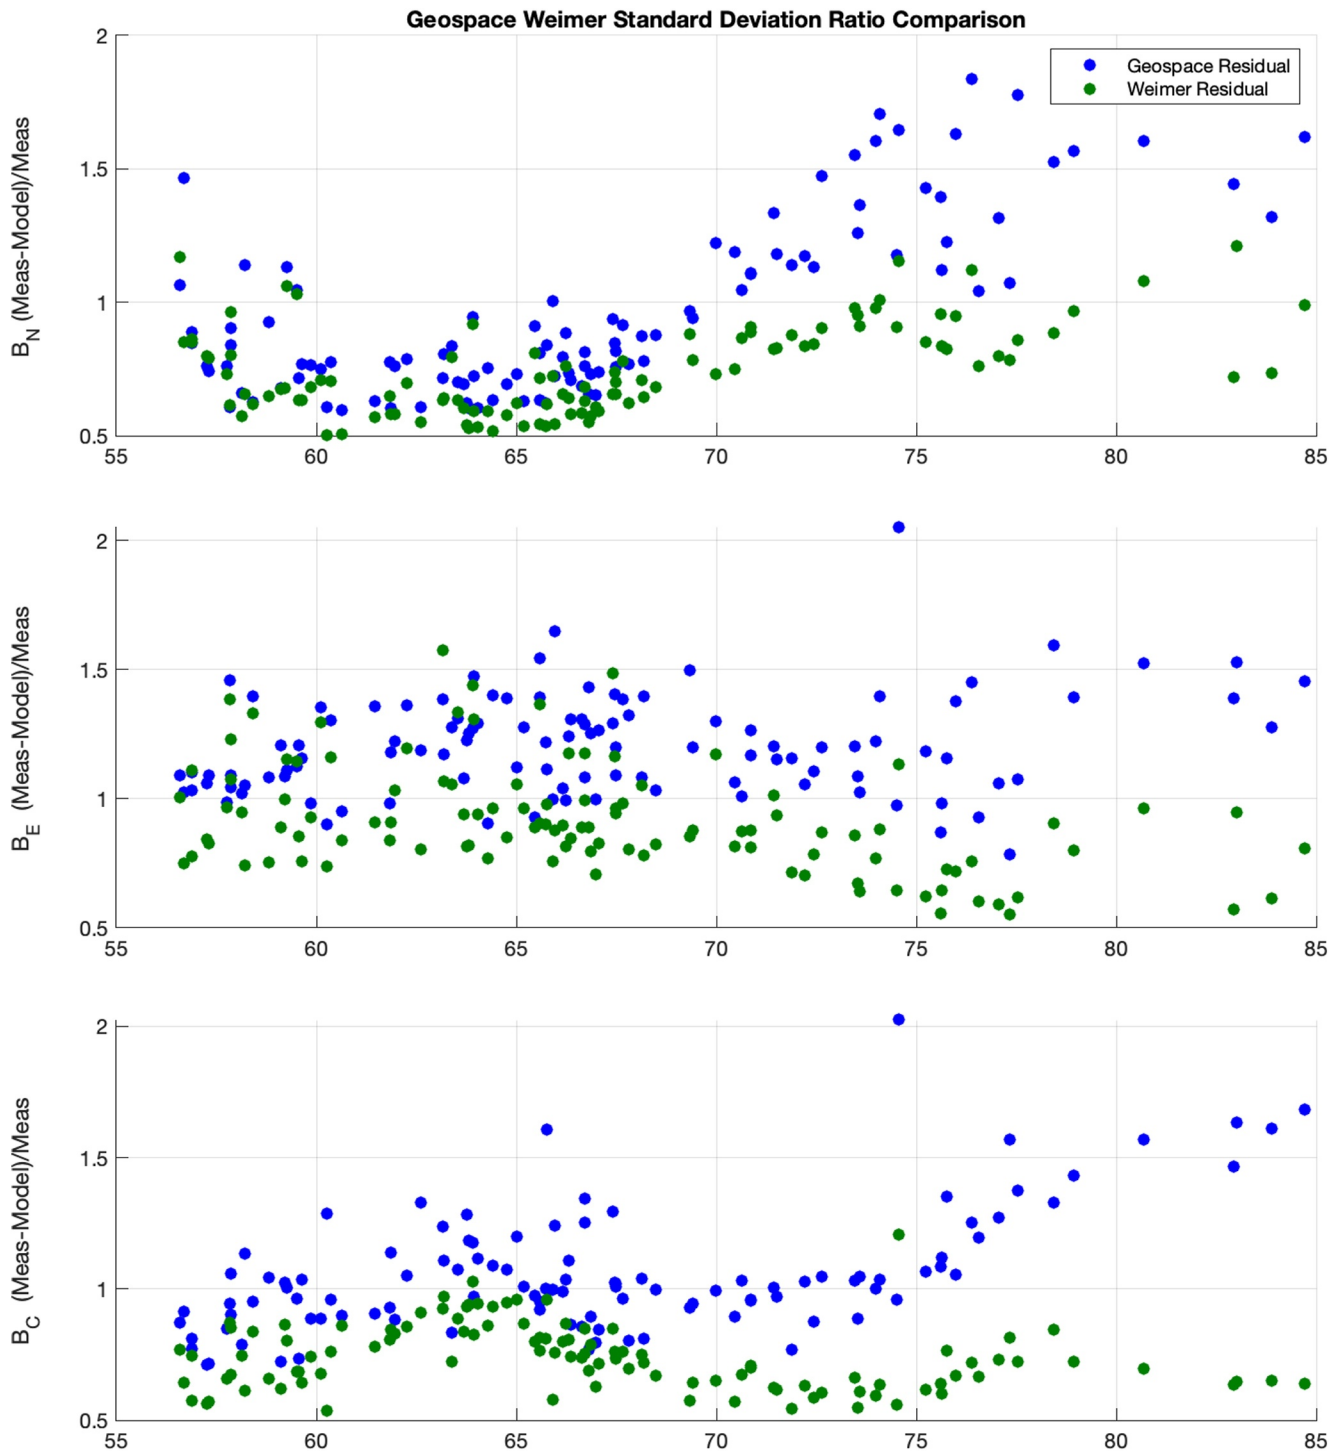 Geospace Weimer Standard Deviation Ratio Comparison
2
1.5
1
0.5
B_N (Meas-Model)/Meas
Geospace Residual
Weimer Residual
55 60 65 70 75 80 85
2
1.5
1
0.5
B_E (Meas-Model)/Meas
55 60 65 70 75 80 85
2
1.5
1
0.5
B_C (Meas-Model)/Meas
55 60 65 70 75 80 85